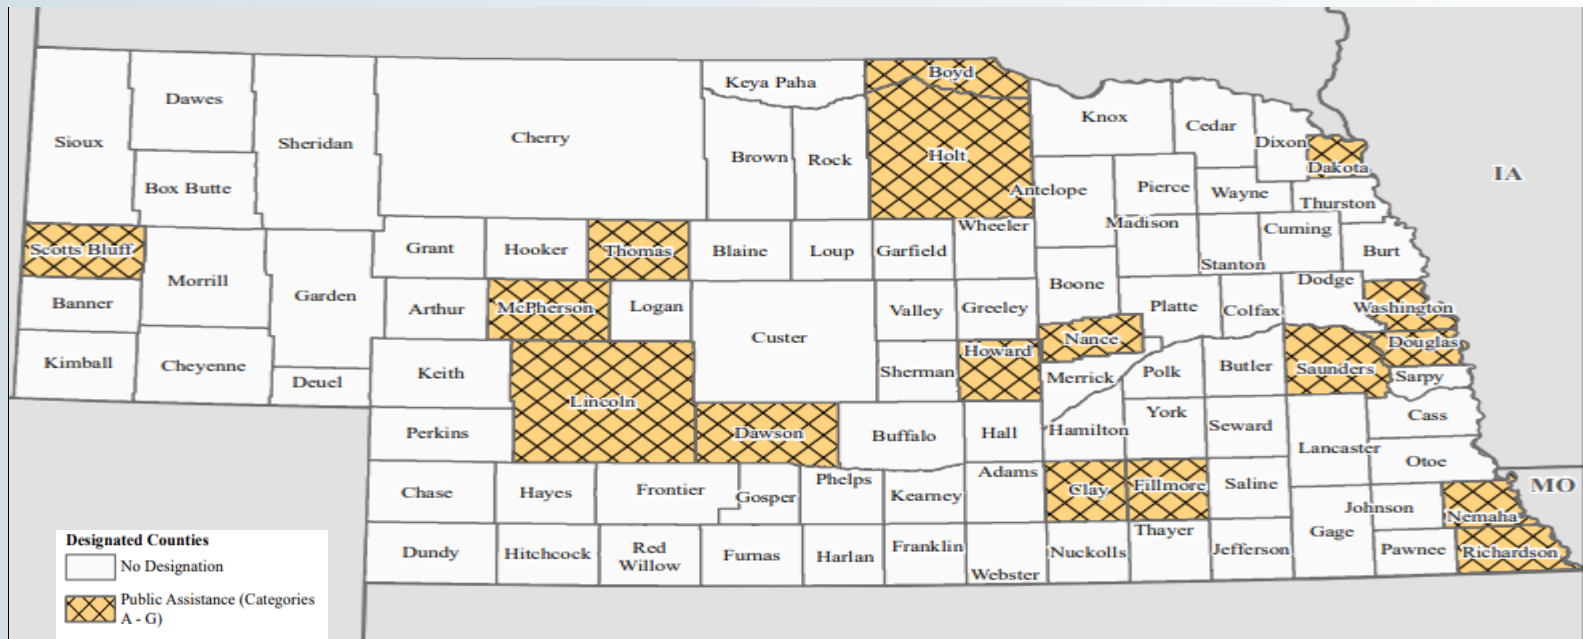 Keya Paha
Boyd
Dawes
Knox
Cedar
Sioux
Sheridan
Cherry
Dixon
Brown
Rock
Holt
Dakota
IA
Box Butte
Antelope
Pierce
Wayne
Thurston
Scotts Bluff
Grant
Hooker
Thomas
Blaine
Loup
Garfield
Wheeler
Madison
Stanton
Cuming
Burt
Morrill
Garden
Banner
Arthur
McPherson
Logan
Custer
Valley
Greeley
Boone
Platte
Colfax
Dodge
Washington
Kimball
Cheyenne
Deuel
Keith
Lincoln
Sherman
Howard
Nance
Merrick
Polk
Butler
Saunders
Douglas
Sarpy
Perkins
Dawson
Buffalo
Hall
Hamilton
York
Seward
Lancaster
Cass
Otoe
Chase
Hayes
Frontier
Gosper
Phelps
Kearney
Adams
Clay
Fillmore
Saline
Johnson
Nemaha
MO
Dundy
Hitchcock
Red
Willow
Furnas
Harlan
Franklin
Webster
Nuckolls
Thayer
Jefferson
Gage
Pawnee
Richardson
Designated Counties
No Designation
Public Assistance (Categories
A - G)